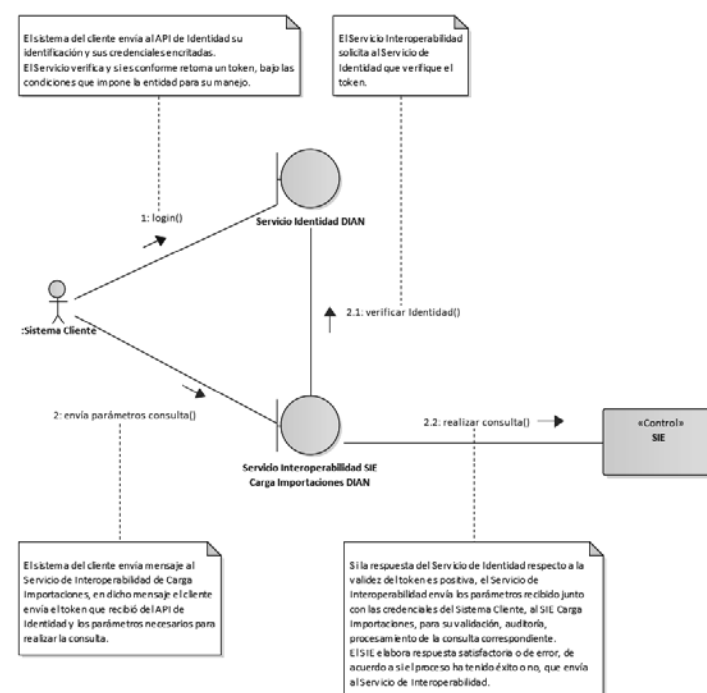 El sistema del cliente envía al API de Identidad su
identificación y sus credenciales encritadas.
El Servicio verifica y si es conforme retorna un token, bajo las
condiciones que impone la entidad para su manejo.
El Servicio Interoperabilidad
solicita al Servicio de
Identidad que verifique el
token.
1: login()
Servicio Identidad DIAN
2.1: verificar Identidad()
:Sistema Cliente
2: envía parámetros consulta()
2.2: realizar consulta()
«Control»
SIE
Servicio Interoperabilidad SIE
Carga Importaciones DIAN
El sistema del cliente envía mensaje al
Servicio de Interoperabilidad de Carga
Importaciones, en dicho mensaje el cliente
envía el token que recibió del API de
Identidad y los parámetros necesarios para
realizar la consulta.
Si la respuesta del Servicio de Identidad respecto a la
validez del token es positiva, el Servicio de
Interoperabilidad envía los parámetros recibido junto
con las credenciales del Sistema Cliente, al SIE Carga
Importaciones, para su validación, auditoría,
procesamiento de la consulta correspondiente.
El SIE elabora respuesta satisfactoria o de error, de
acuerdo a si el proceso ha tenido éxito o no, que envía
al Servicio de Interoperabilidad.